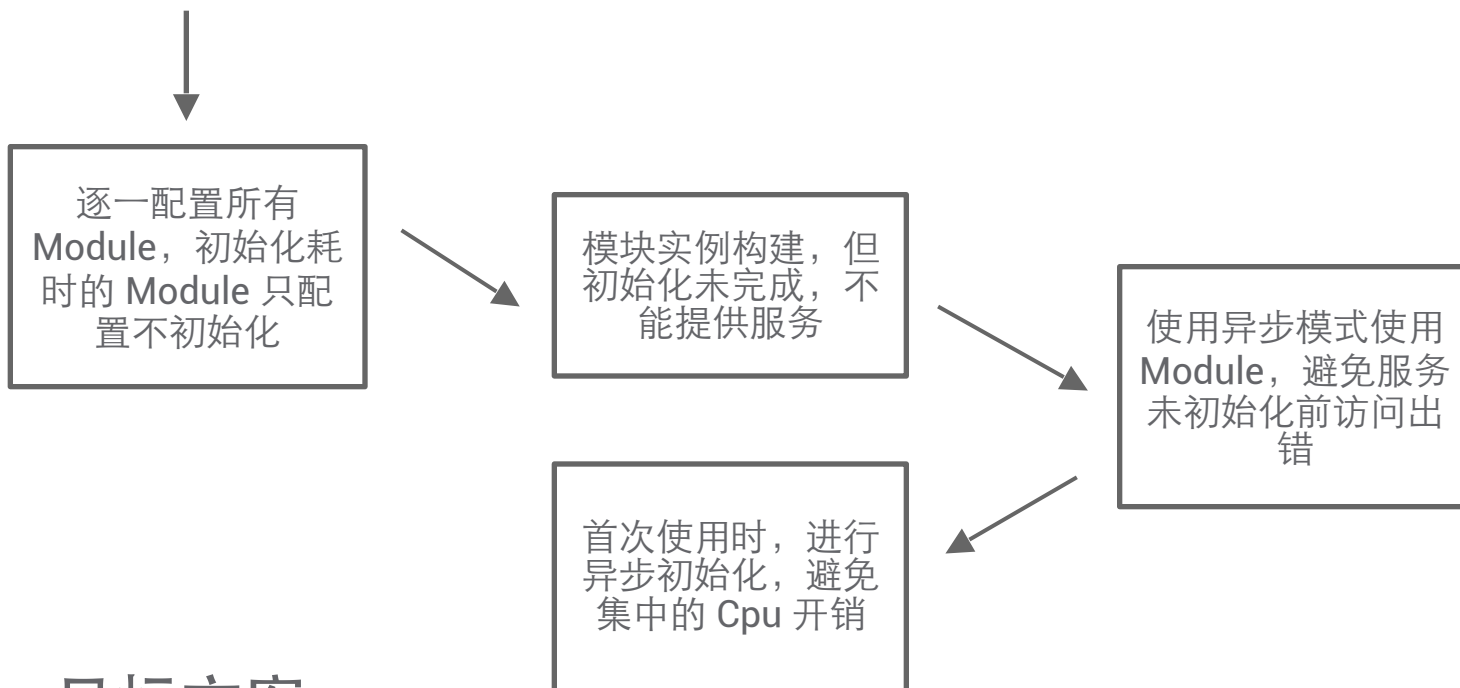 逐一配置所有
Module，初始化耗
时的 Module 只配
置不初始化
模块实例构建，但
初始化未完成，不
能提供服务
使用异步模式使用
Module，避免服务
未初始化前访问出
错
首次使用时，进行
异步初始化，避免
集中的 Cpu 开销